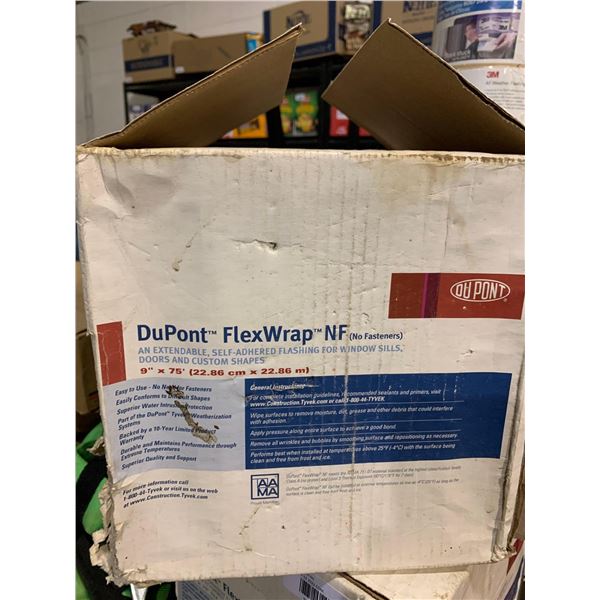 3M
DU PONT
DuPont™ FlexWrap™ NF (No Fasteners)
AN EXTENDABLE, SELF-ADHERED FLASHING FOR WINDOW SILLS,
DOORS AND CUSTOM SHAPES
9" x 75' (22.86 cm x 22.86 m)
Easy to Use - No Fasteners
Easily Conforms to Shapes
Superior Water Protection
Part of the DuPont™ Tyvek Weatherization
Systems
Backed by a 10-Year Limited Product
Warranty
Durable and Maintains Performance through
Extreme Temperatures
Superior Quality and Support
For more information call
1-800-44-Tyvek or visit us on the web
at www.Construction.Tyvek.com
General Instructions
For complete installation guidelines, recommended sealants and primers, visit
www.Construction.Tyvek.com or call 1-800-44-TYVEK.
Wipe surfaces to remove moisture, dirt, grease and other debris that could interfere
with adhesion.
Apply pressure along entire surface to achieve a good bond.
Remove all wrinkles and bubbles by smoothing surface and repositioning as necessary.
Perform best when installed at temperatures above 25°F (-4°C) with the surface being
clean and free from frost and ice.
AAMA